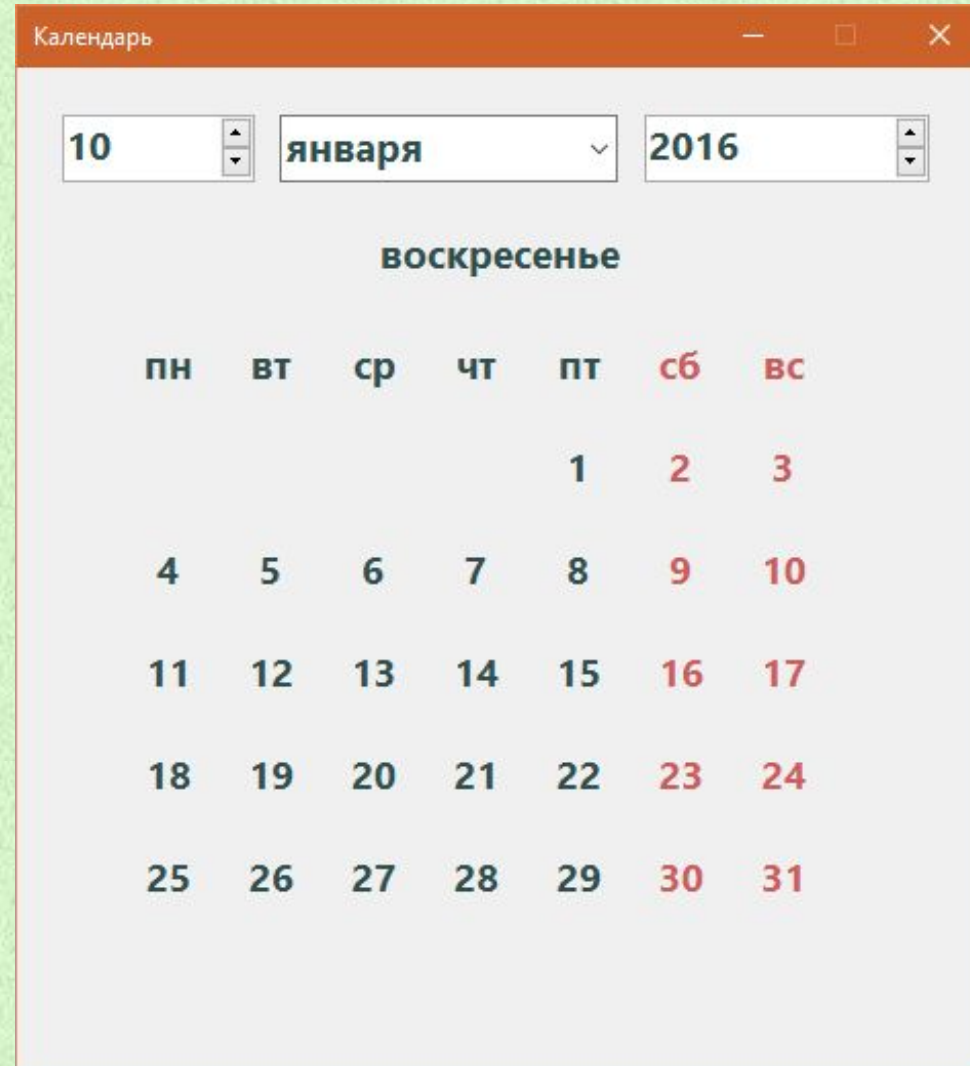 Календарь
10 января 2016
воскресенье
пн вт ср чт пт сб вс
1 2 3
4 5 6 7 8 9 10
11 12 13 14 15 16 17
18 19 20 21 22 23 24
25 26 27 28 29 30 31